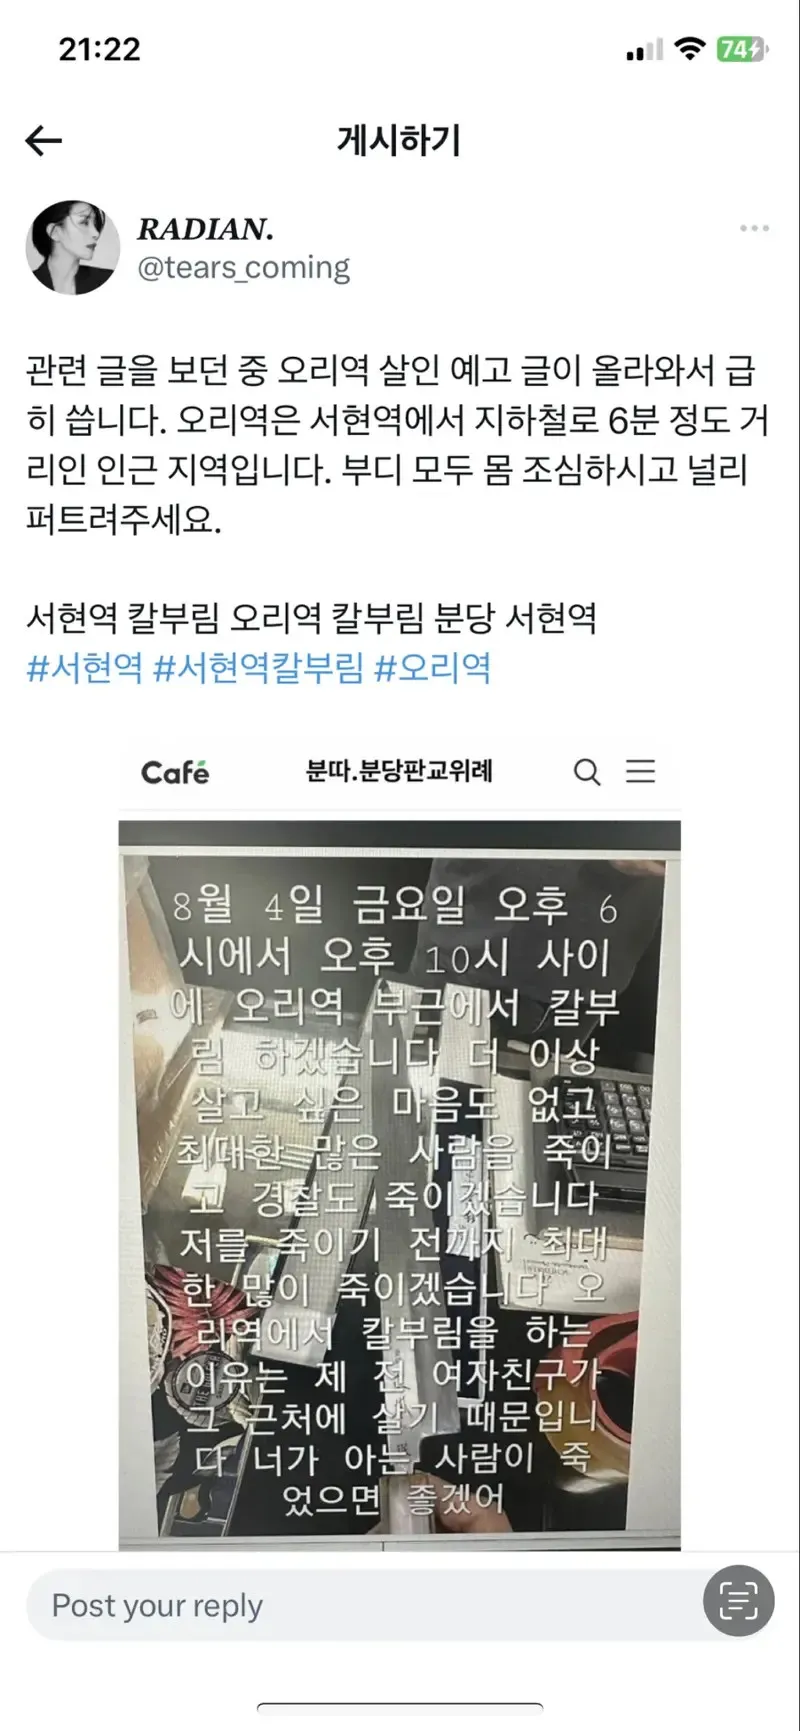 21:22
74
게시하기
RADIAN.
@tears_coming
관련 글을 보던 중 오리역 살인 예고 글이 올라와서 급
히 씁니다. 오리역은 서현역에서 지하철로 6분 정도 거
리인 인근 지역입니다. 부디 모두 몸 조심하시고 널리
퍼트려주세요.
서현역 칼부림 오리역 칼부림 분당 서현역
#서현역 #서현역칼부림 #오리역
Café 분따.분당판교위례
8월 4일 금요일 오후 6
시에서 오후 10시 사이
에 오리역 부근에서 칼부
림 하겠습니다 더 이상
살고 싶은 마음도 없고
최대한 많은 사람을 죽이
고 경찰도 죽이겠습니다
저를 죽이기 전까지 최대
한 많이 죽이겠습니다 오
리역에서 칼부림을 하는
이유는 제 전 여자친구가
그 근처에 살기 때문입니
다 너가 아는 사람이 죽
었으면 좋겠어
Post your reply